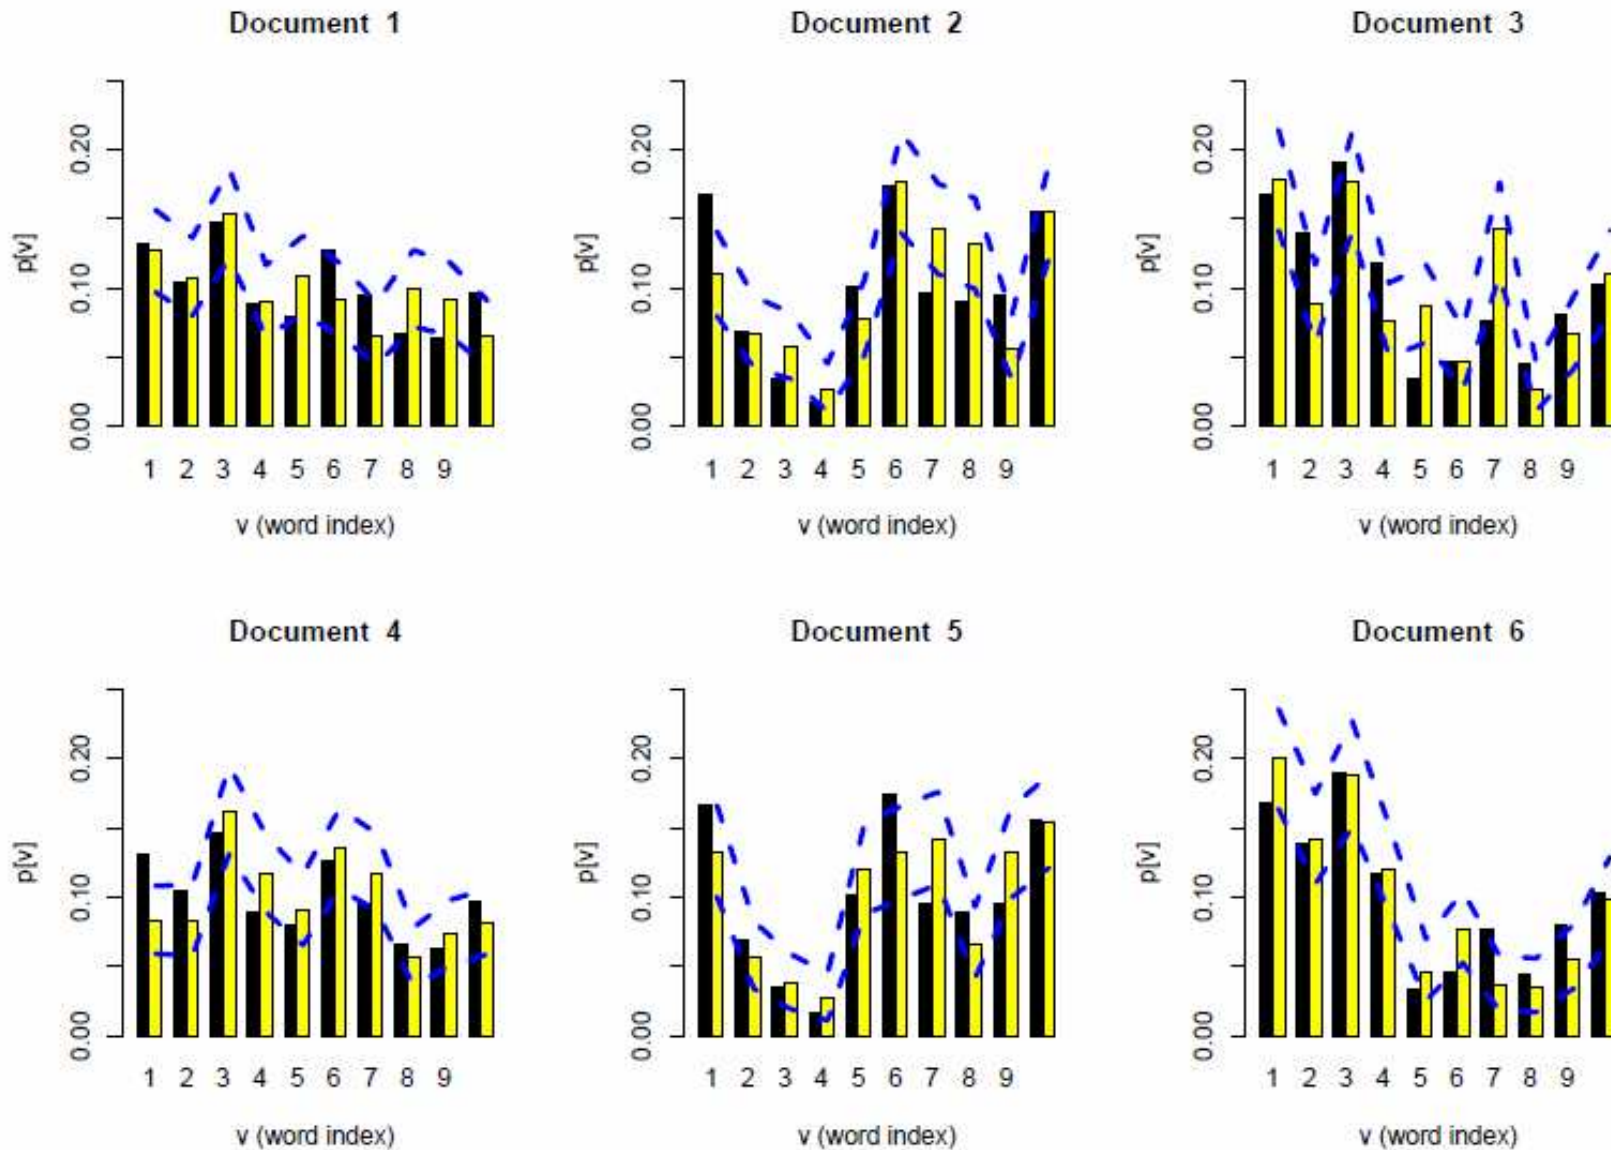 Document 1
p[v]
0.00 0.10 0.20
1 2 3 4 5 6 7 8 9
v (word index)
Document 2
p[v]
0.00 0.10 0.20
1 2 3 4 5 6 7 8 9
v (word index)
Document 3
p[v]
0.00 0.10 0.20
1 2 3 4 5 6 7 8 9
v (word index)
Document 4
p[v]
0.00 0.10 0.20
1 2 3 4 5 6 7 8 9
v (word index)
Document 5
p[v]
0.00 0.10 0.20
1 2 3 4 5 6 7 8 9
v (word index)
Document 6
p[v]
0.00 0.10 0.20
1 2 3 4 5 6 7 8 9
v (word index)